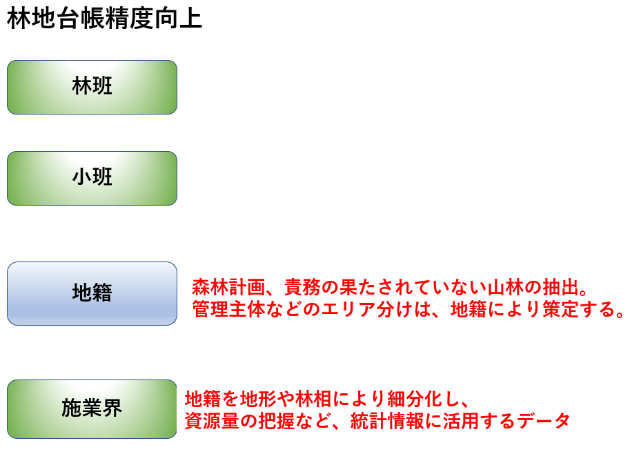 林地台帳精度向上
林班
小班
地籍
森林計画、責務の果たされていない山林の抽出。
管理主体などのエリア分けは、地籍により策定する。
施業界
地籍を地形や林相により細分化し、
資源量の把握など、統計情報に活用するデータ